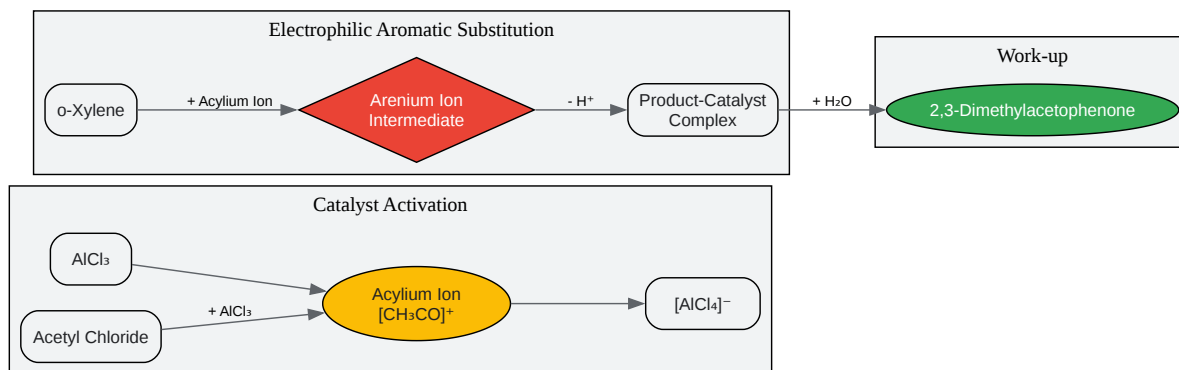 Electrophilic Aromatic Substitution
o-Xylene
+ Acylium Ion
Arenium Ion
Intermediate
- H⁺
Product-Catalyst
Complex
+ H₂O
Work-up
2,3-Dimethylacetophenone
Catalyst Activation
AlCl₃
Acetyl Chloride
+ AlCl₃
Acylium Ion
[CH₃CO]⁺
[AlCl₄]⁻